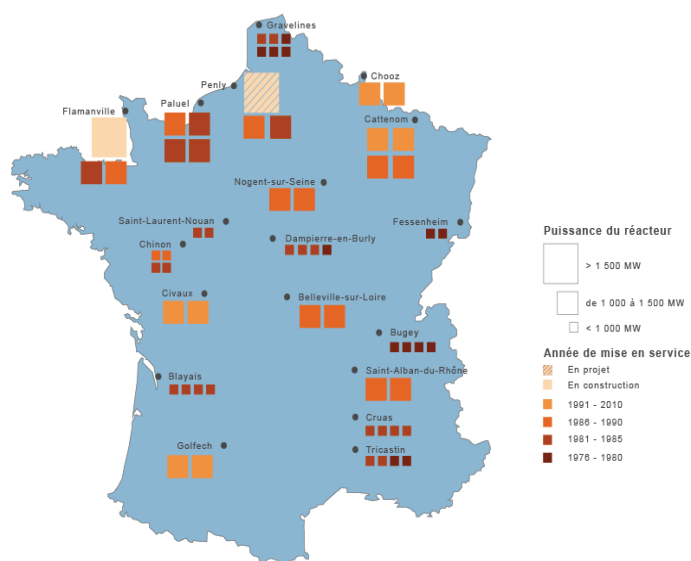 Gravelines
Penly
Chooz
Flamanville
Paluel
Cattenom
Nogent-sur-Seine
Saint-Laurent-Nouan
Fessenheim
Chinon
Dampierre-en-Burly
Civaux
Belleville-sur-Loire
Bugey
Blayais
Saint-Alban-du-Rhône
Cruas
Golfech
Tricastin
Puissance du réacteur
> 1 500 MW
de 1 000 à 1 500 MW
< 1 000 MW
Année de mise en service
En projet
En construction
1991 - 2010
1986 - 1990
1981 - 1985
1976 - 1980